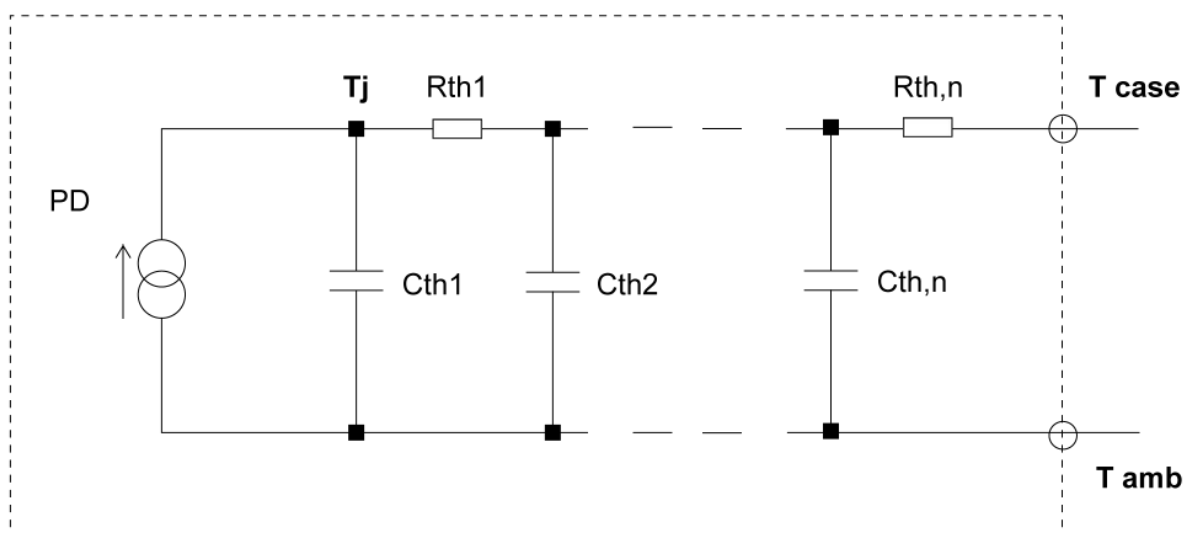 Tj
Rth1
Rth,n
T case
PD
Cth1
Cth2
Cth,n
T amb